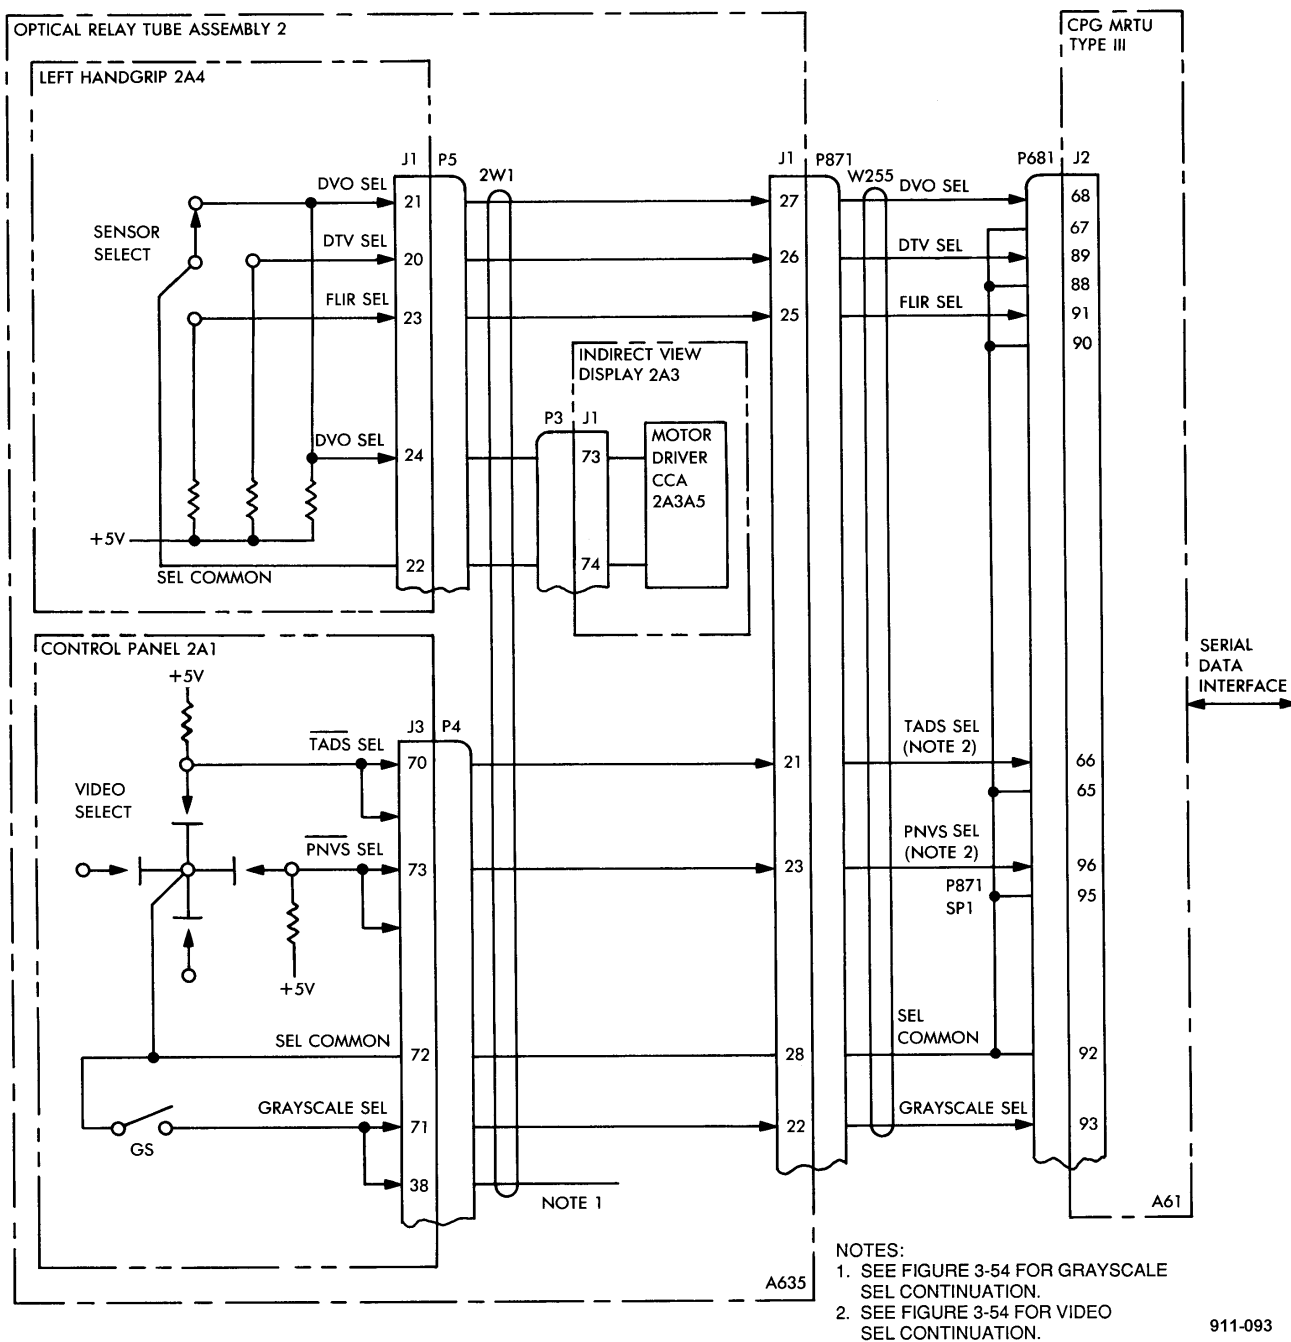 OPTICAL RELAY TUBE ASSEMBLY 2
CPG MRTU
TYPE III
LEFT HANDGRIP 2A4
J1 P5
2W1
J1 P871
W255
P681 J2
SENSOR
SELECT
DVO SEL
21
27
DVO SEL
68
67
DTV SEL
20
26
DTV SEL
89
88
FLIR SEL
23
25
FLIR SEL
91
90
INDIRECT VIEW
DISPLAY 2A3
P3 J1
DVO SEL
24
73
MOTOR
DRIVER
CCA
2A3A5
+5V
SEL COMMON
22
74
CONTROL PANEL 2A1
+5V
J3 P4
TADS SEL
70
21
TADS SEL
(NOTE 2)
66
65
VIDEO
SELECT
PNVS SEL
73
23
PNVS SEL
(NOTE 2)
96
P871
SP1
95
+5V
SEL COMMON
72
28
SEL
COMMON
92
GS
GRAYSCALE SEL
71
22
GRAYSCALE SEL
93
38
NOTE 1
SERIAL
DATA
INTERFACE
A61
A635
NOTES:
1. SEE FIGURE 3-54 FOR GRAYSCALE
SEL CONTINUATION.
2. SEE FIGURE 3-54 FOR VIDEO
SEL CONTINUATION.
911-093